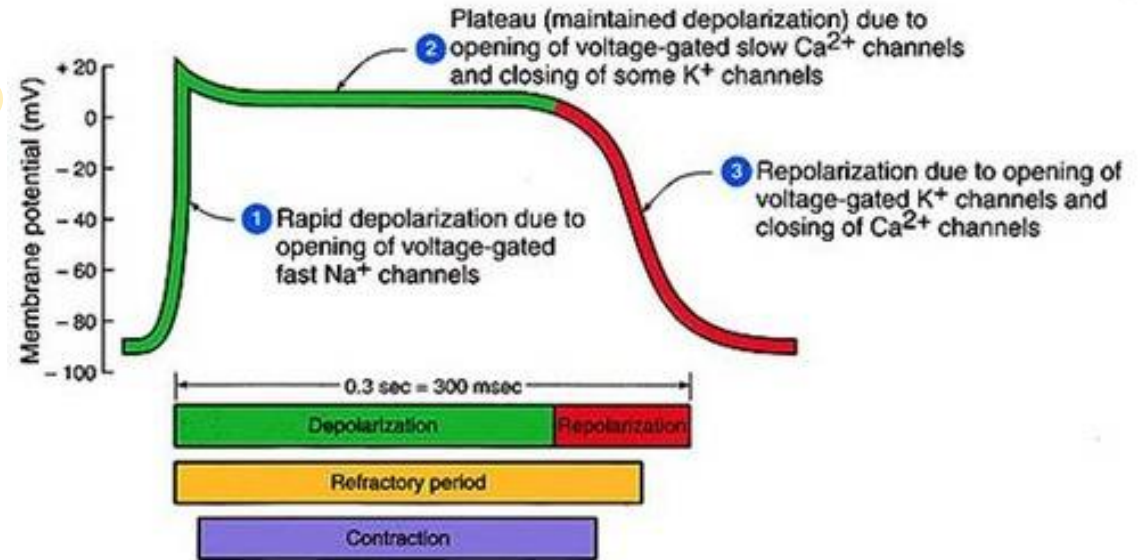 Plateau (maintained depolarization) due to
2 opening of voltage-gated slow Ca2+ channels
and closing of some K+ channels
+20
0
-20
-40
-60
-80
-100
Membrane potential (mV)
1 Rapid depolarization due to
opening of voltage-gated
fast Na+ channels
3 Repolarization due to opening of
voltage-gated K+ channels and
closing of Ca2+ channels
0.3 sec = 300 msec
Depolarization
Repolarization
Refractory period
Contraction